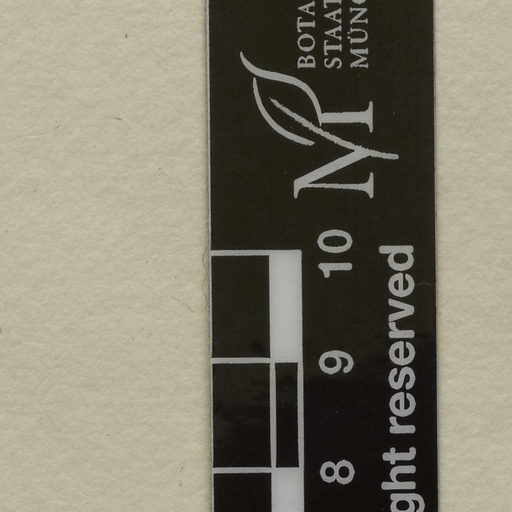 BOTA
STAAT
MÜNC
M
10
9
8
ght reserved